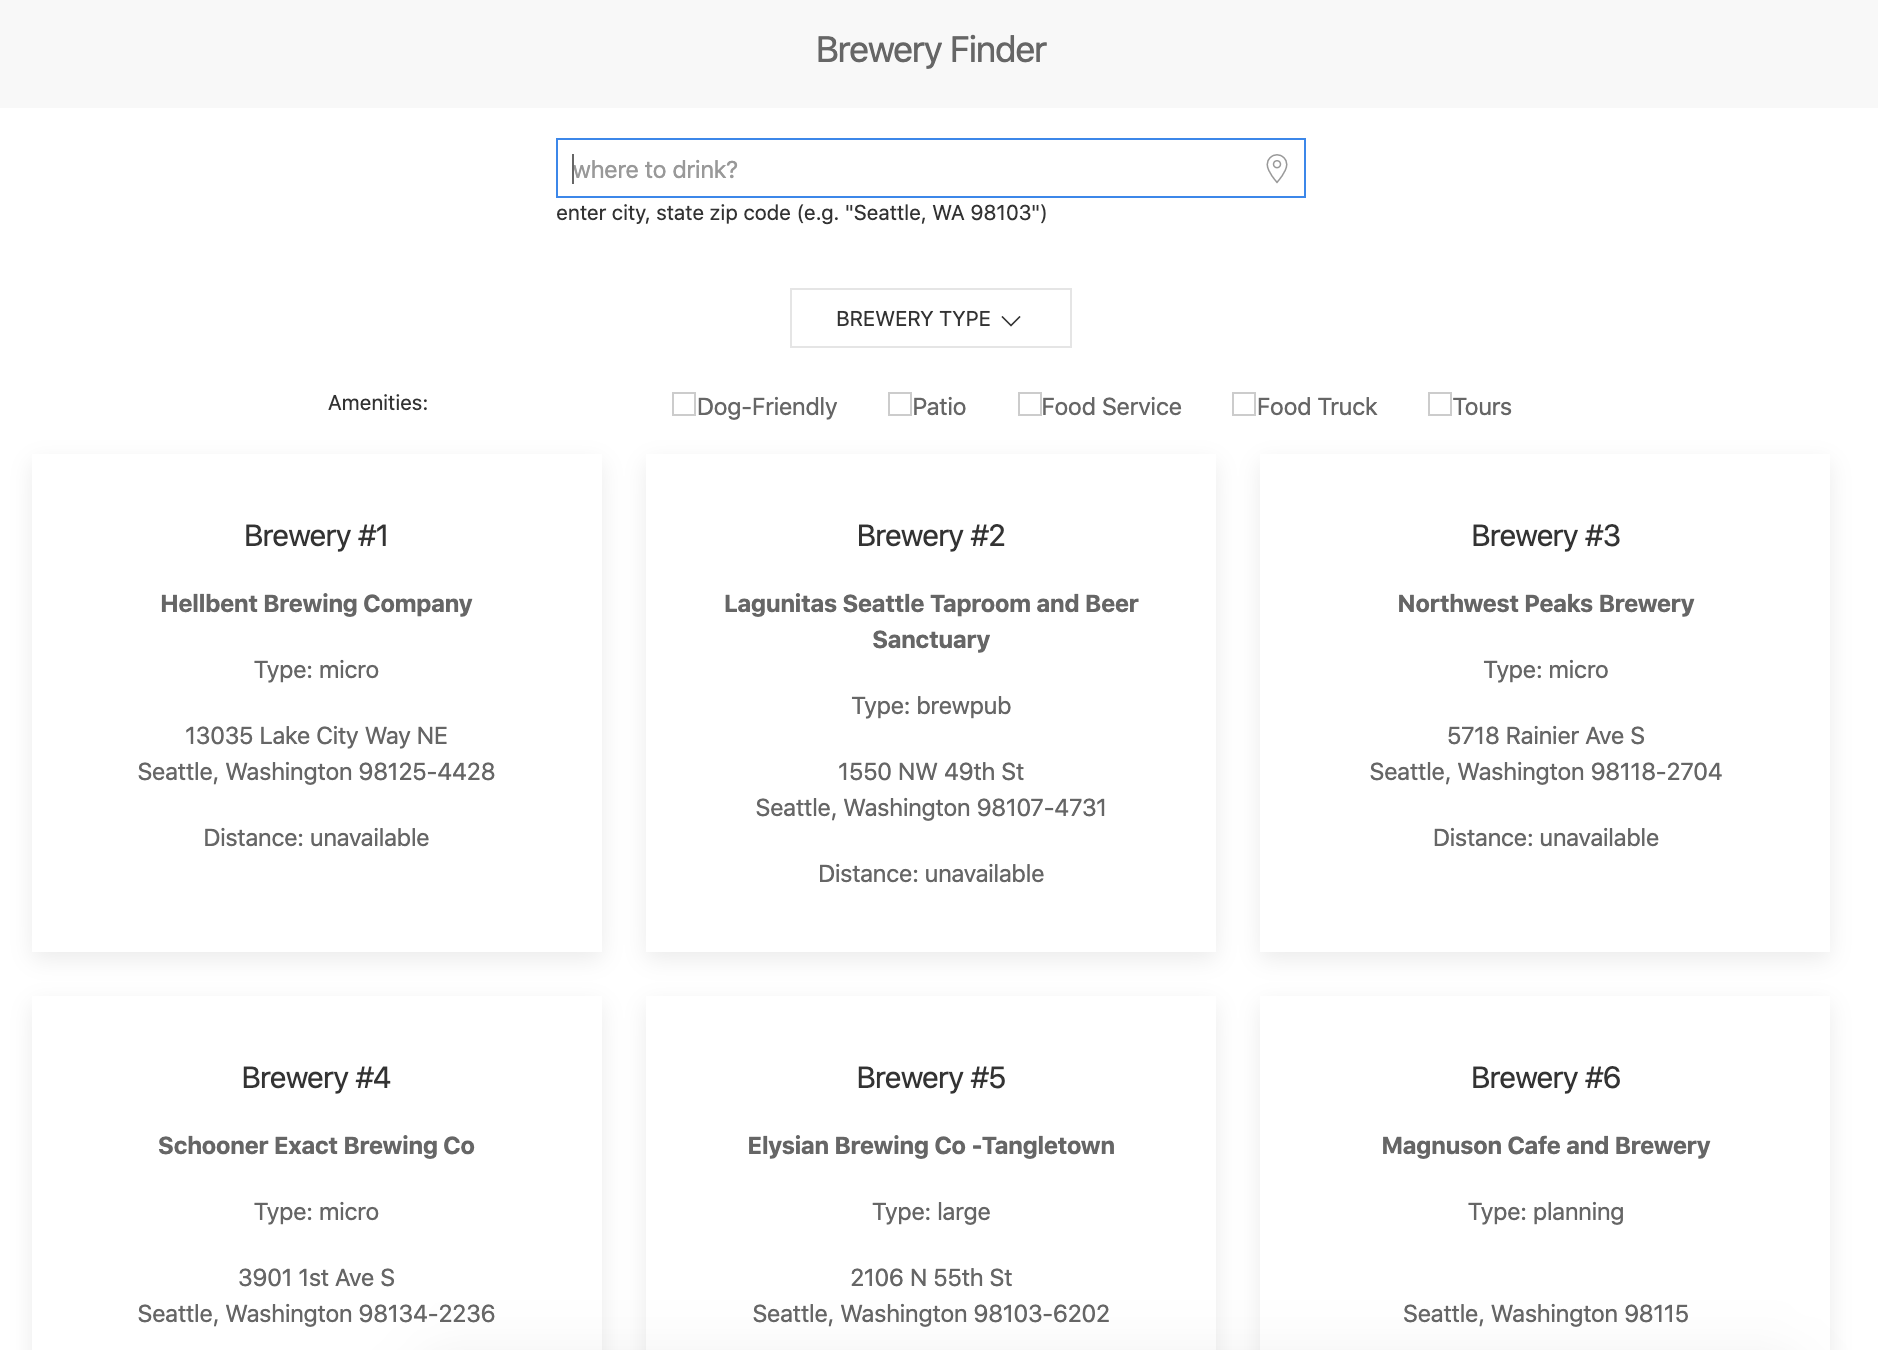 Brewery Finder
where to drink?
enter city, state zip code (e.g. "Seattle, WA 98103")
BREWERY TYPE
Amenities:
Dog-Friendly
Patio
Food Service
Food Truck
Tours
Brewery #1
Hellbent Brewing Company
Type: micro
13035 Lake City Way NE
Seattle, Washington 98125-4428
Distance: unavailable
Brewery #2
Lagunitas Seattle Taproom and Beer
Sanctuary
Type: brewpub
1550 NW 49th St
Seattle, Washington 98107-4731
Distance: unavailable
Brewery #3
Northwest Peaks Brewery
Type: micro
5718 Rainier Ave S
Seattle, Washington 98118-2704
Distance: unavailable
Brewery #4
Schooner Exact Brewing Co
Type: micro
3901 1st Ave S
Seattle, Washington 98134-2236
Brewery #5
Elysian Brewing Co -Tangletown
Type: large
2106 N 55th St
Seattle, Washington 98103-6202
Brewery #6
Magnuson Cafe and Brewery
Type: planning
Seattle, Washington 98115